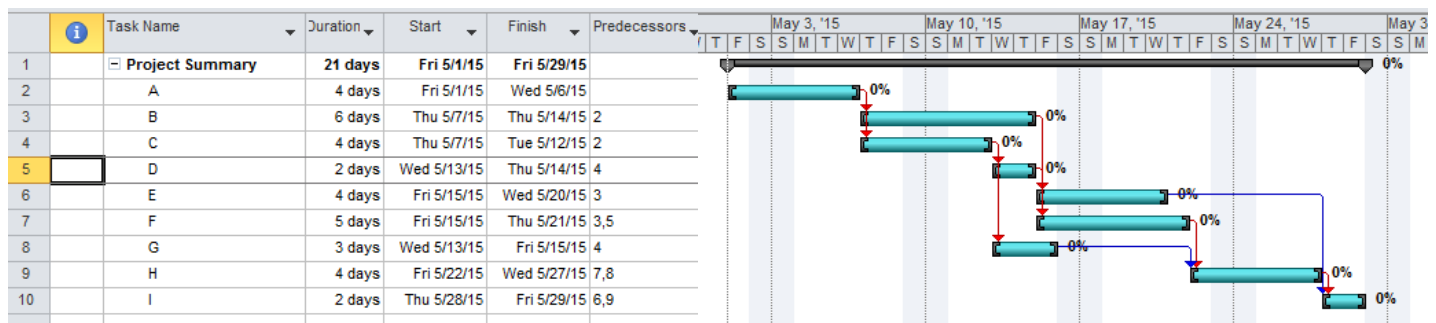 Task Name Duration Start Finish Predecessors
May 3, '15 May 10, '15 May 17, '15 May 24, '15 May 3
T F S S M T W T F S S M T W T F S S M T W T F S S M T W T F S S M
1 Project Summary 21 days Fri 5/1/15 Fri 5/29/15 0%
2 A 4 days Fri 5/1/15 Wed 5/6/15 0%
3 B 6 days Thu 5/7/15 Thu 5/14/15 2 0%
4 C 4 days Thu 5/7/15 Tue 5/12/15 2 0%
5 D 2 days Wed 5/13/15 Thu 5/14/15 4 0%
6 E 4 days Fri 5/15/15 Wed 5/20/15 3 0%
7 F 5 days Fri 5/15/15 Thu 5/21/15 3,5 0%
8 G 3 days Wed 5/13/15 Fri 5/15/15 4 0%
9 H 4 days Fri 5/22/15 Wed 5/27/15 7,8 0%
10 I 2 days Thu 5/28/15 Fri 5/29/15 6,9 0%